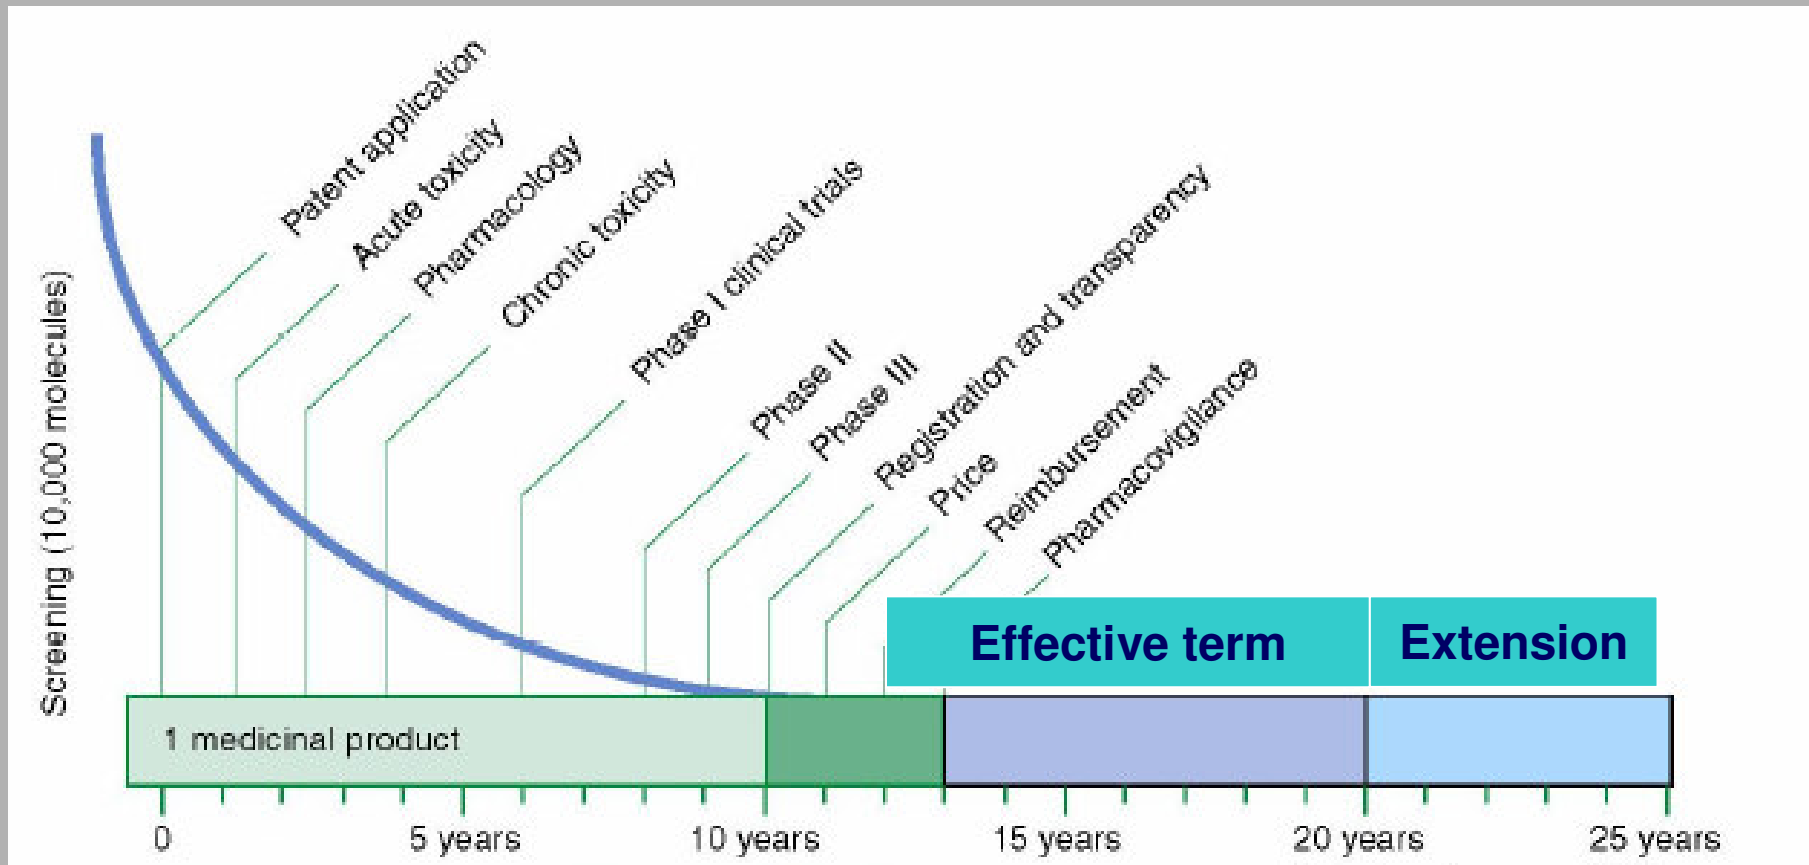 Screening (10,000 molecules)
Patent application
Acute toxicity
Pharmacology
Chronic toxicity
Phase I clinical trials
Phase II
Phase III
Registration and transparency
Price
Reimbursement
Pharmacovigilance
Effective term
Extension
1 medicinal product
0
5 years
10 years
15 years
20 years
25 years